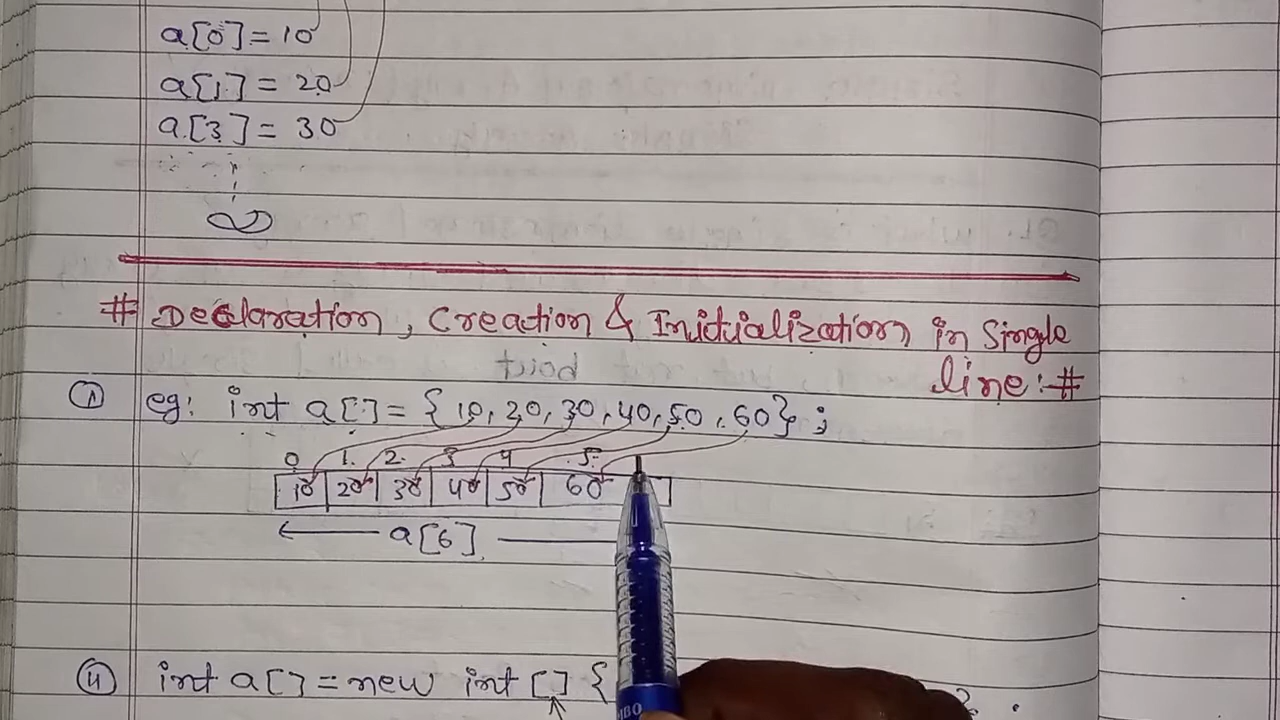 a[0] = 10
a[1] = 20
a[3] = 30
# Declaration, Creation & Initialization in Single
line:#
① eg: int a[] = {10, 20, 30, 40, 50, 60};
0 1 2 3 4 5
10 20 30 40 50 60
a[6]
② int a[] = new int [] {